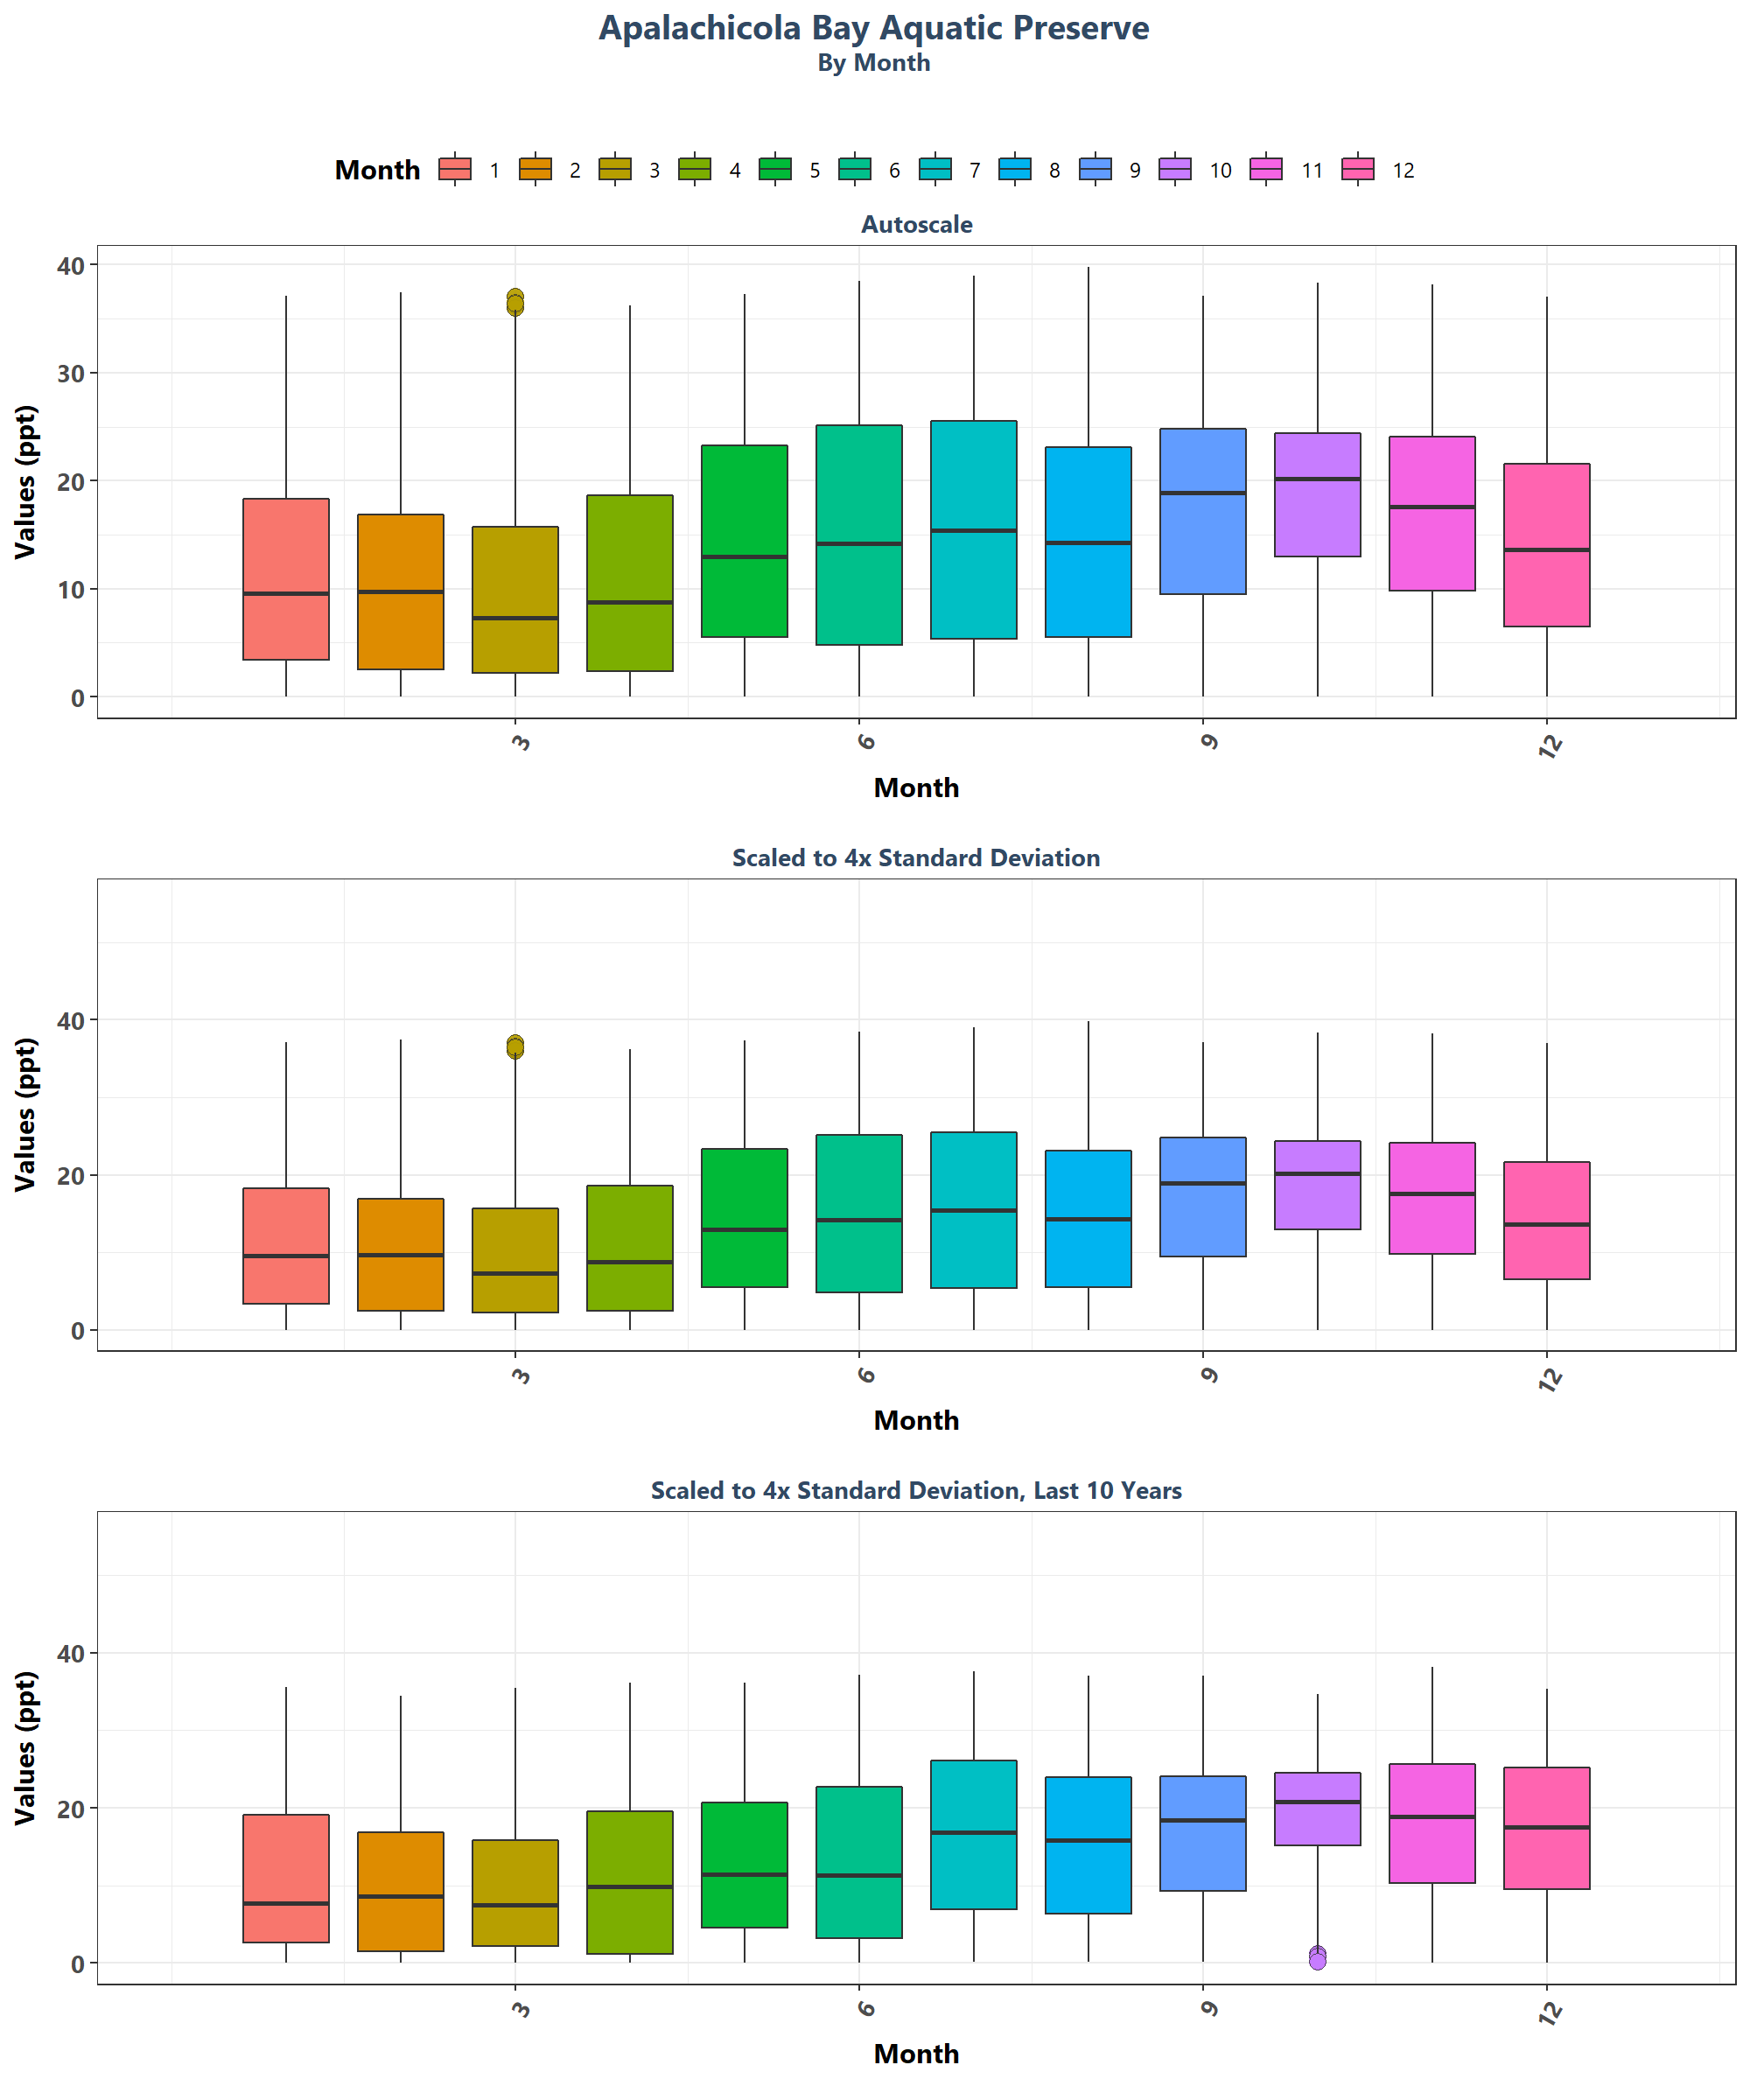 Apalachicola Bay Aquatic Preserve
By Month
Month 1 2 3 4 5 6 7 8 9 10 11 12
Autoscale
Values (ppt)
40
30
20
10
0
3 6 9 12
Month
Scaled to 4x Standard Deviation
Values (ppt)
40
20
0
3 6 9 12
Month
Scaled to 4x Standard Deviation, Last 10 Years
Values (ppt)
40
20
0
3 6 9 12
Month